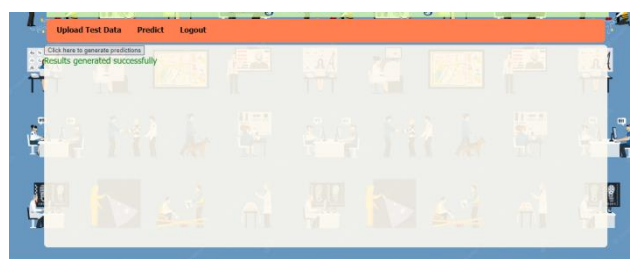 Upload Test Data Predict Logout
Click here to generate predictions
Results generated successfully